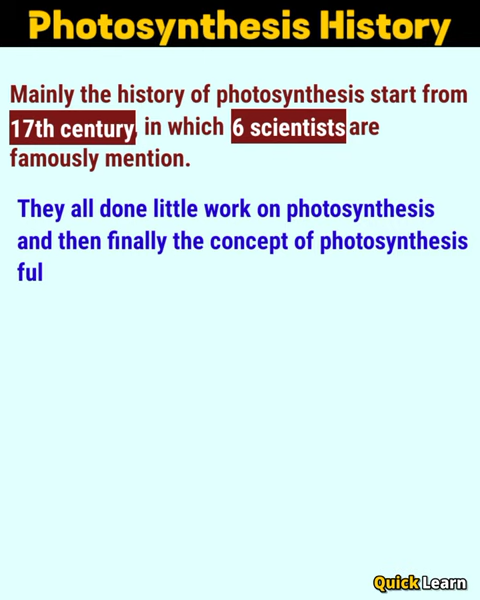 Photosynthesis History
Mainly the history of photosynthesis start from
17th century, in which 6 scientists are
famously mention.
They all done little work on photosynthesis
and then finally the concept of photosynthesis
ful
Quick Learn